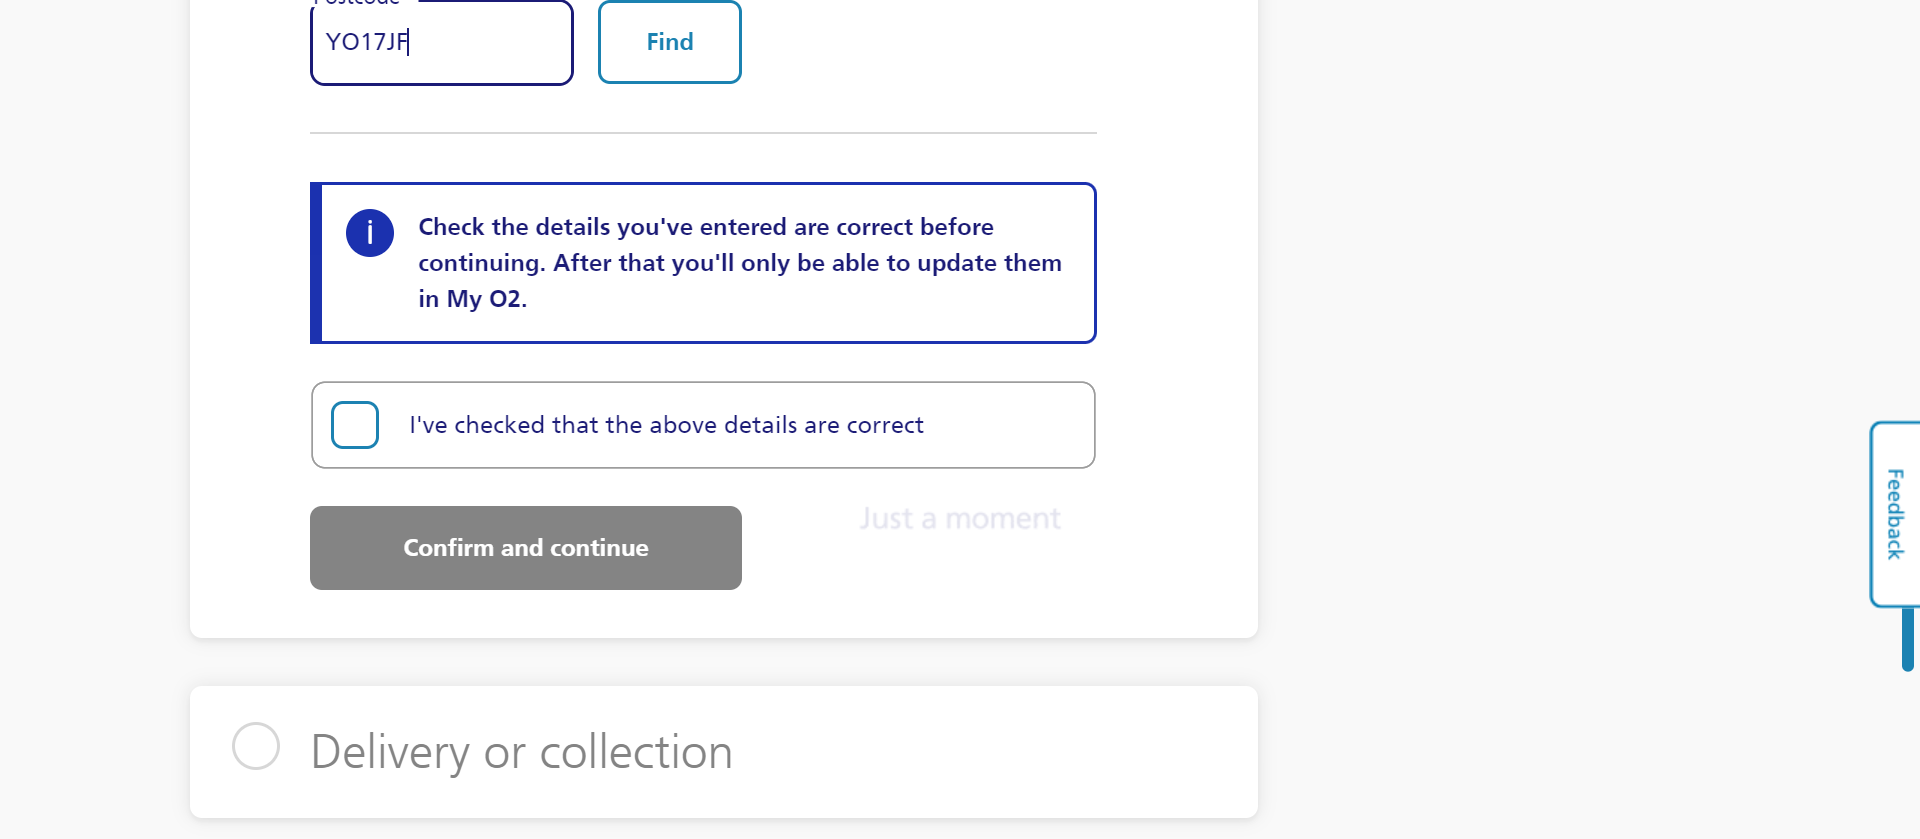 Postcode
YO17JF
Find
Check the details you've entered are correct before
continuing. After that you'll only be able to update them
in My O2.
I've checked that the above details are correct
Confirm and continue
Just a moment
Feedback
Delivery or collection